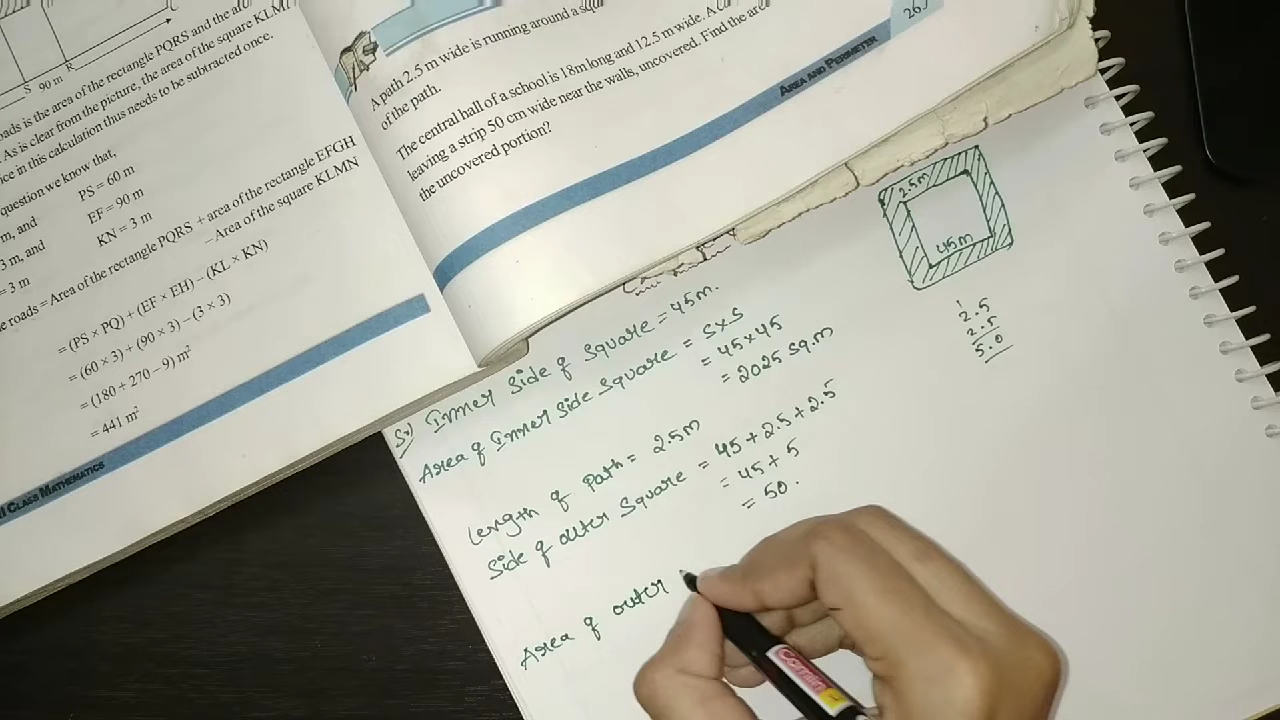 S 90 m R
oads is the area of the rectangle PQRS and the
As is clear from the picture, the area of the square
ice in this calculation thus needs to be subtracted once.
question we know that,
m, and PS = 60 m
EF = 90 m
3 m, and KN = 3 m
= 3 m
e roads = Area of the rectangle PQRS + area of the rectangle EFGH
– Area of the square KLMN
= (PS × PQ) + (EF × EH) – (KL × KN)
= (60 × 3) + (90 × 3) – (3 × 3)
= (180 + 270 – 9) m²
= 441 m²
CLASS MATHEMATICS
A path 2.5 m wide is running around a
of the path.
The central hall of a school is 18m long and 12.5 m wide. A
leaving a strip 50 cm wide near the walls, uncovered. Find the
the uncovered portion?
AREA AND PERIMETER
2.5m
45m
2.5
2.5
5.0
Inner Side of Square = 45m.
Area of Inner Side Square = S×S
= 45×45
= 2025 sq.m
Length of Path = 2.5m
Side of outer Square = 45 + 2.5 + 2.5
= 45 + 5
= 50.
Area of outer